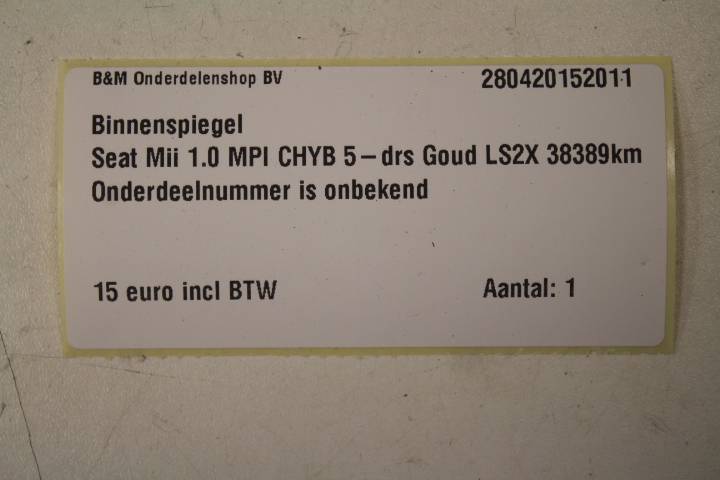 B&M Onderdelenshop BV 280420152011
Binnenspiegel
Seat Mii 1.0 MPI CHYB 5-drs Goud LS2X 38389km
Onderdeelnummer is onbekend
15 euro incl BTW Aantal: 1